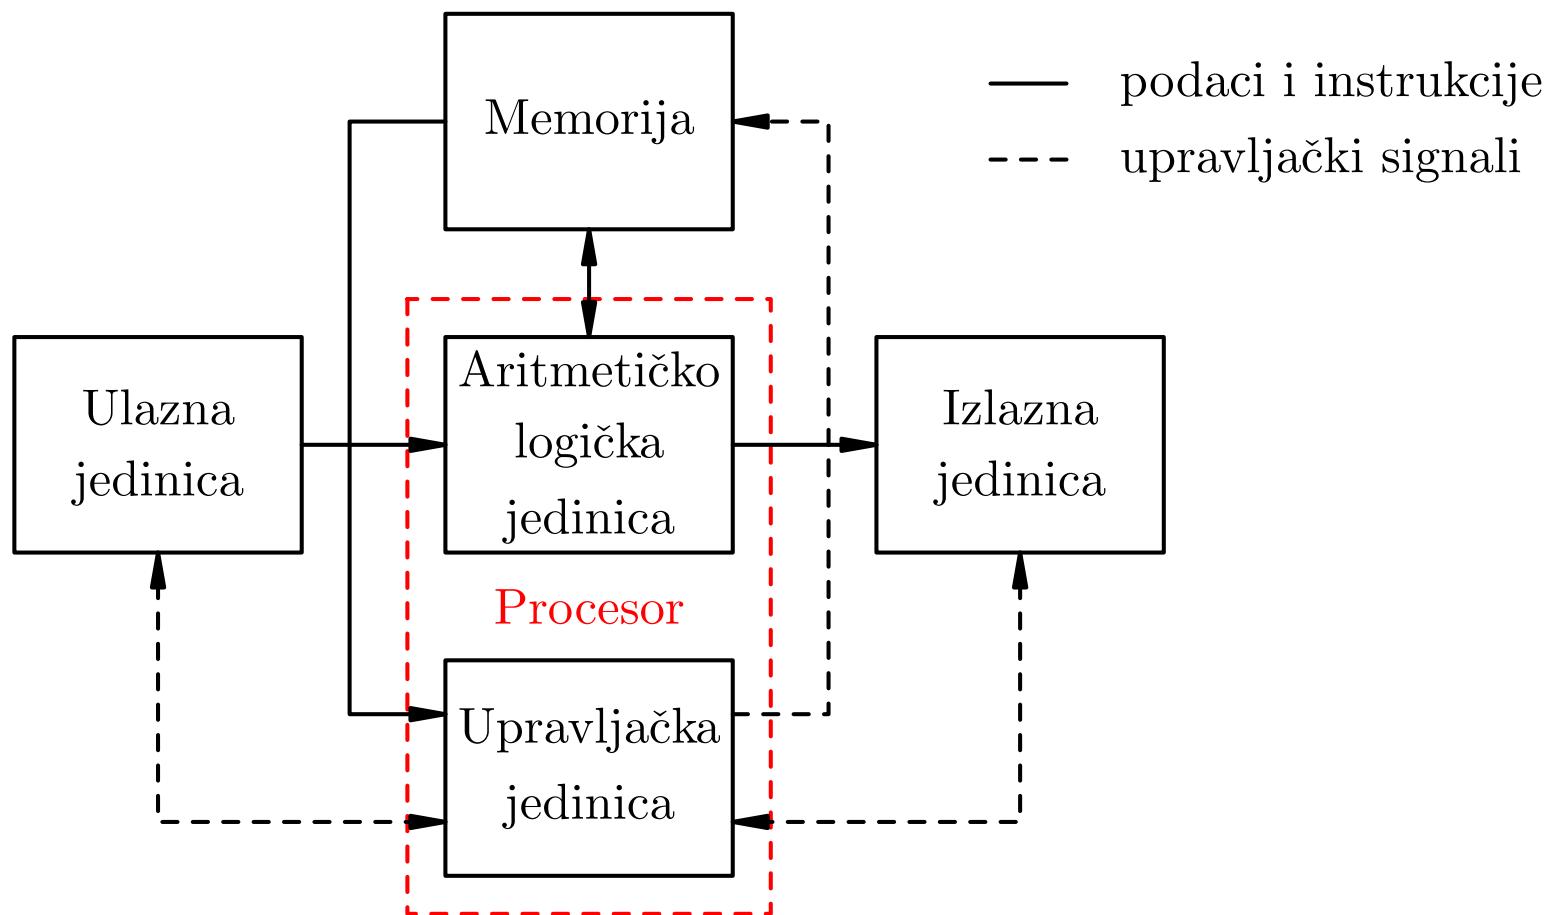 Memorija
podaci i instrukcije
upravljački signali
Ulazna
jedinica
Aritmetičko
logička
jedinica
Izlazna
jedinica
Procesor
Upravljačka
jedinica